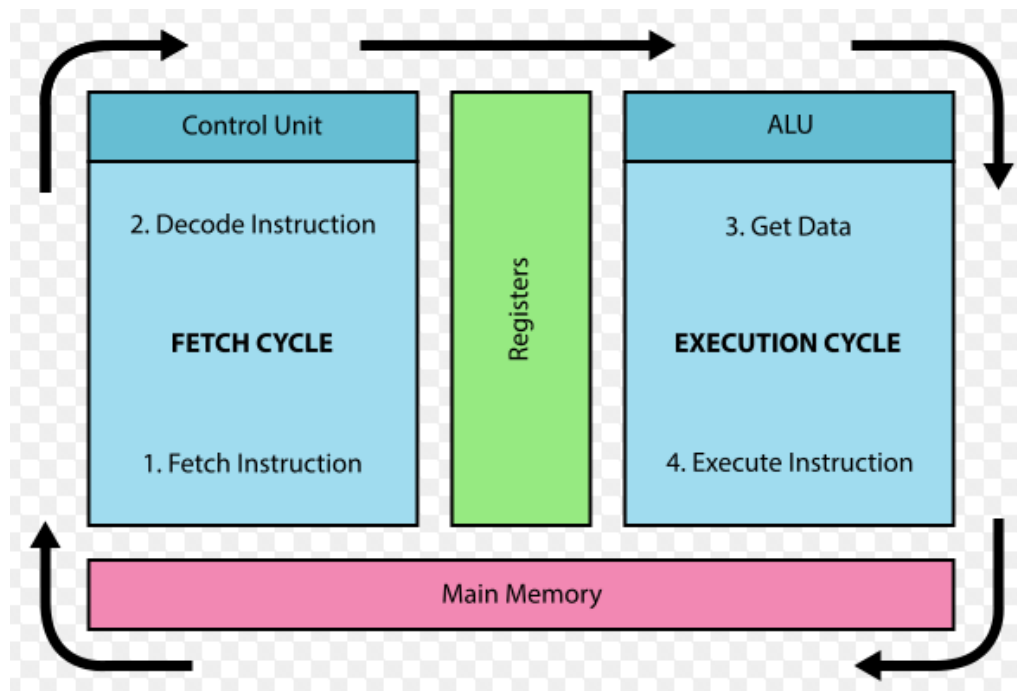 Control Unit
2. Decode Instruction
FETCH CYCLE
1. Fetch Instruction
Registers
ALU
3. Get Data
EXECUTION CYCLE
4. Execute Instruction
Main Memory